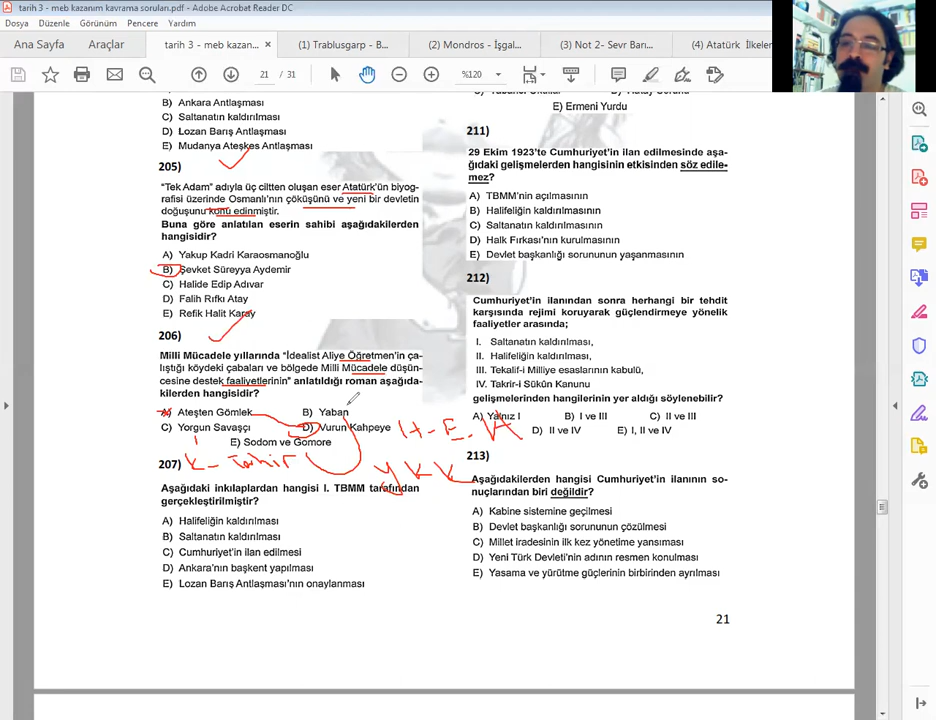 tarih 3 - meb kazanım kavrama soruları.pdf - Adobe Acrobat Reader DC
Dosya Düzenle Görünüm Pencere Yardım
Ana Sayfa Araçlar tarih 3 - meb kazan... × (1) Trablusgarp - B... (2) Mondros - İşgal... (3) Not 2- Sevr Barı... (4) Atatürk İlkeler
21 / 31 %120
B) Ankara Antlaşması
C) Saltanatın kaldırılması
D) Lozan Barış Antlaşması
E) Mudanya Ateşkes Antlaşması
205)
"Tek Adam" adıyla üç ciltten oluşan eser Atatürk'ün biyog-
rafisi üzerinde Osmanlı'nın çöküşünü ve yeni bir devletin
doğuşunu konu edinmiştir.
Buna göre anlatılan eserin sahibi aşağıdakilerden
hangisidir?
A) Yakup Kadri Karaosmanoğlu
B) Şevket Süreyya Aydemir
C) Halide Edip Adıvar
D) Falih Rıfkı Atay
E) Refik Halit Karay
206)
Milli Mücadele yıllarında "İdealist Aliye Öğretmen'in ça-
lıştığı köydeki çabaları ve bölgede Milli Mücadele düşün-
cesine destek faaliyetlerinin" anlatıldığı roman aşağıda-
kilerden hangisidir?
A) Ateşten Gömlek B) Yaban
C) Yorgun Savaşçı D) Vurun Kahpeye
E) Sodom ve Gomore
H-E.A
K-Tahir
YKK
207)
Aşağıdaki inkılaplardan hangisi I. TBMM tarafından
gerçekleştirilmiştir?
A) Halifeliğin kaldırılması
B) Saltanatın kaldırılması
C) Cumhuriyet'in ilan edilmesi
D) Ankara'nın başkent yapılması
E) Lozan Barış Antlaşması'nın onaylanması
E) Ermeni Yurdu
211)
29 Ekim 1923'te Cumhuriyet'in ilan edilmesinde aşa-
ğıdaki gelişmelerden hangisinin etkisinden söz edile-
mez?
A) TBMM'nin açılmasının
B) Halifeliğin kaldırılmasının
C) Saltanatın kaldırılmasının
D) Halk Fırkası'nın kurulmasının
E) Devlet başkanlığı sorununun yaşanmasının
212)
Cumhuriyet'in ilanından sonra herhangi bir tehdit
karşısında rejimi koruyarak güçlendirmeye yönelik
faaliyetler arasında;
I. Saltanatın kaldırılması,
II. Halifeliğin kaldırılması,
III. Tekalif-i Milliye esaslarının kabulü,
IV. Takrir-i Sükûn Kanunu
gelişmelerinden hangilerinin yer aldığı söylenebilir?
A) Yalnız I B) I ve III C) II ve III
D) II ve IV E) I, II ve IV
213)
Aşağıdakilerden hangisi Cumhuriyet'in ilanının so-
nuçlarından biri değildir?
A) Kabine sistemine geçilmesi
B) Devlet başkanlığı sorununun çözülmesi
C) Millet iradesinin ilk kez yönetime yansıması
D) Yeni Türk Devleti'nin adının resmen konulması
E) Yasama ve yürütme güçlerinin birbirinden ayrılması
21